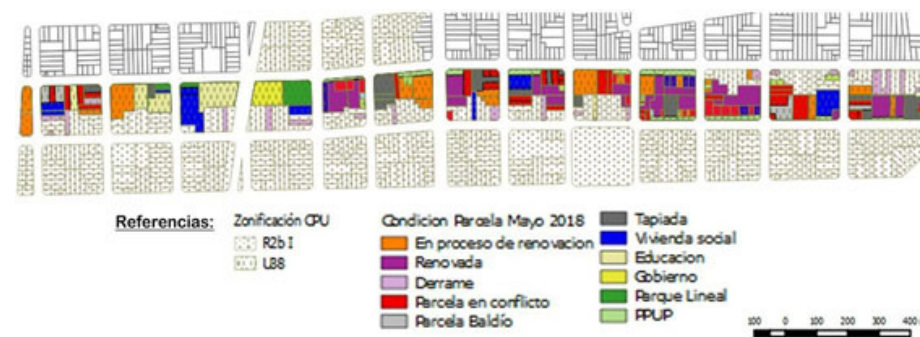 Referencias:
Zonificación CPU
R2b I
U88
Condicion Parcela Mayo 2018
En proceso de renovacion
Renovada
Derrame
Parcela en conflicto
Parcela Baldío
Tapiada
Vivienda social
Educacion
Gobierno
Parque Lineal
PPUP
100 0 100 200 300 400